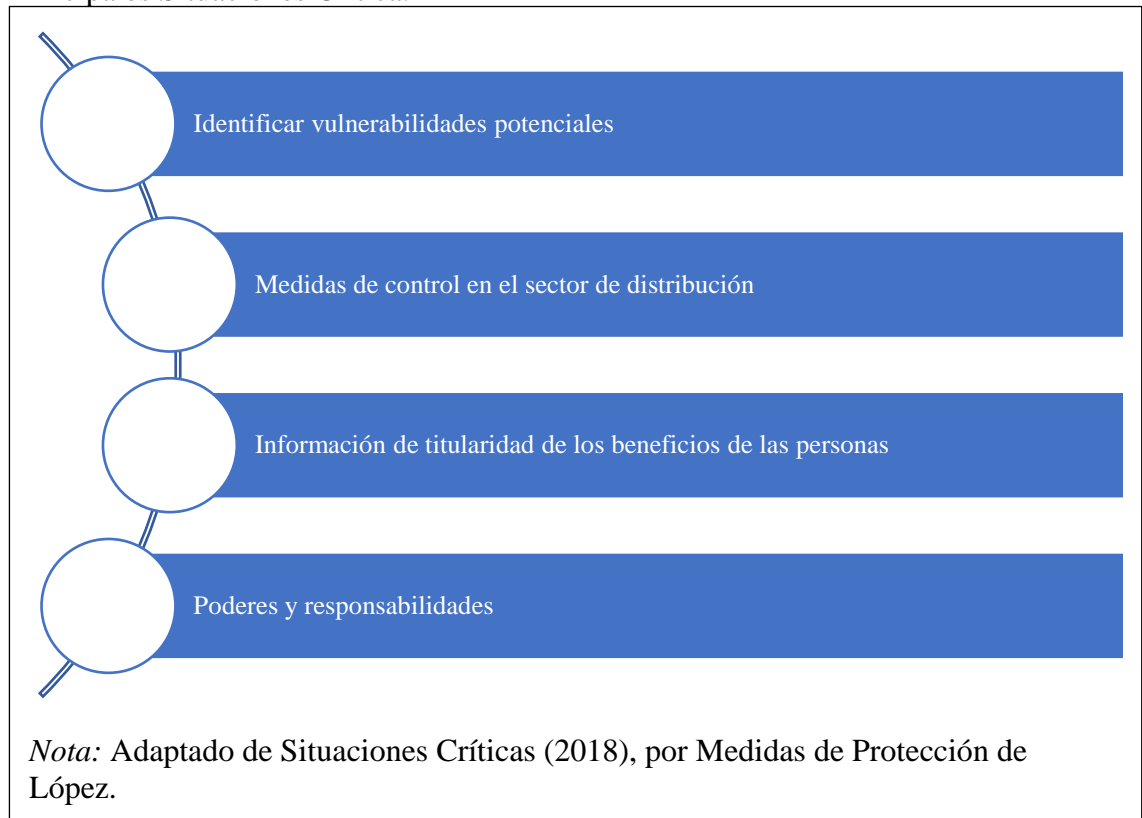 Identificar vulnerabilidades potenciales
Medidas de control en el sector de distribución
Información de titularidad de los beneficios de las personas
Poderes y responsabilidades
Nota: Adaptado de Situaciones Críticas (2018), por Medidas de Protección de
López.